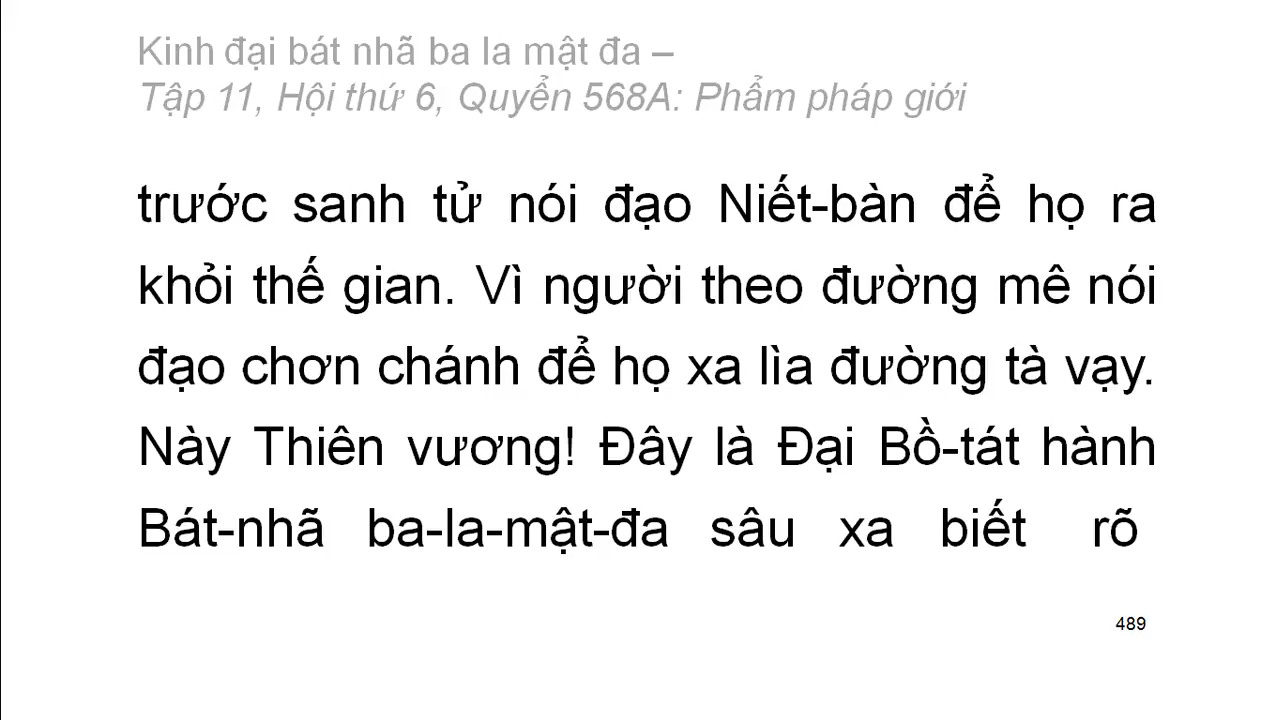 Kinh đại bát nhã ba la mật đa –
Tập 11, Hội thứ 6, Quyển 568A: Phẩm pháp giới
trước sanh tử nói đạo Niết-bàn để họ ra
khỏi thế gian. Vì người theo đường mê nói
đạo chơn chánh để họ xa lìa đường tà vạy.
Này Thiên vương! Đây là Đại Bồ-tát hành
Bát-nhã ba-la-mật-đa sâu xa biết rõ
489